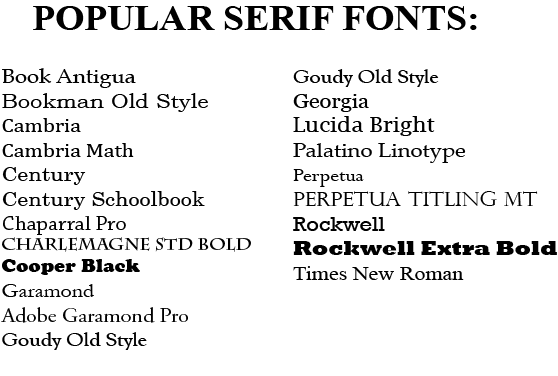 POPULAR SERIF FONTS:
Book Antigua
Bookman Old Style
Cambria
Cambria Math
Century
Century Schoolbook
Chaparral Pro
CHARLEMAGNE STD BOLD
Cooper Black
Garamond
Adobe Garamond Pro
Goudy Old Style
Goudy Old Style
Georgia
Lucida Bright
Palatino Linotype
Perpetua
PERPETUA TITLING MT
Rockwell
Rockwell Extra Bold
Times New Roman